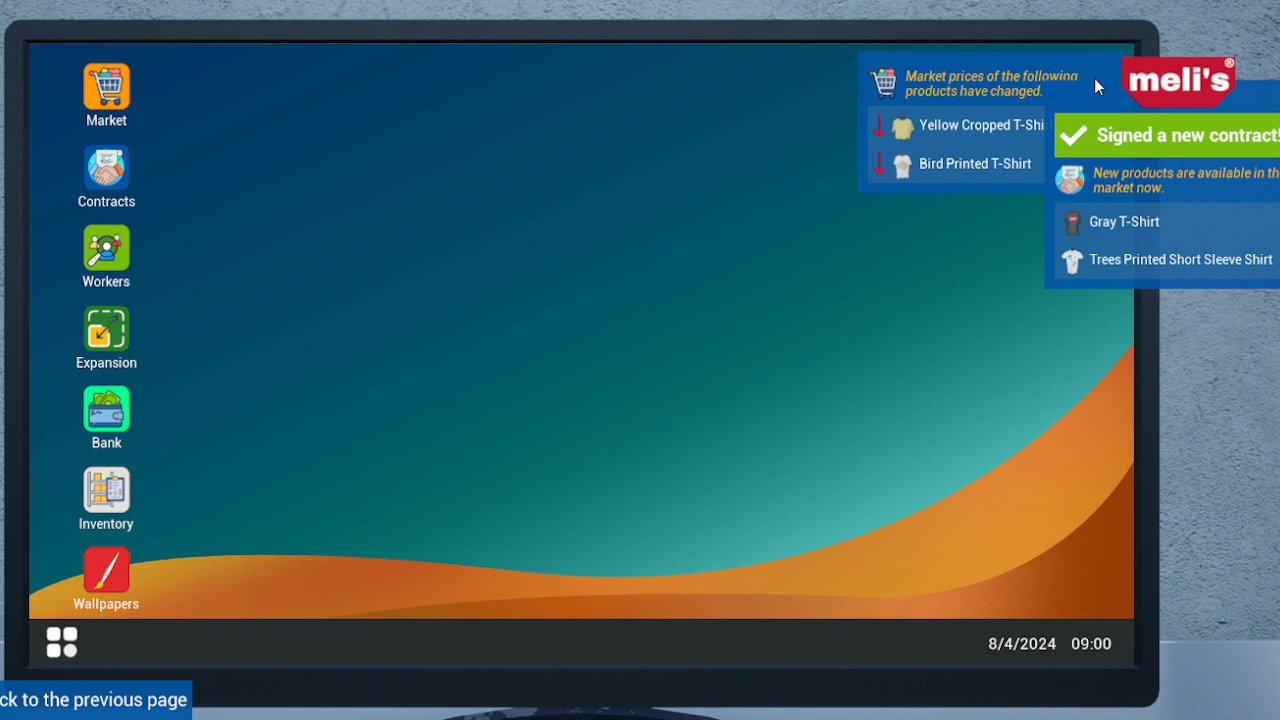 Market
Contracts
Workers
Expansion
Bank
Inventory
Wallpapers
Market prices of the following
products have changed.
Yellow Cropped T-Shi
Bird Printed T-Shirt
meli's®
Signed a new contract!
New products are available in th
market now.
Gray T-Shirt
Trees Printed Short Sleeve Shirt
8/4/2024 09:00
ck to the previous page